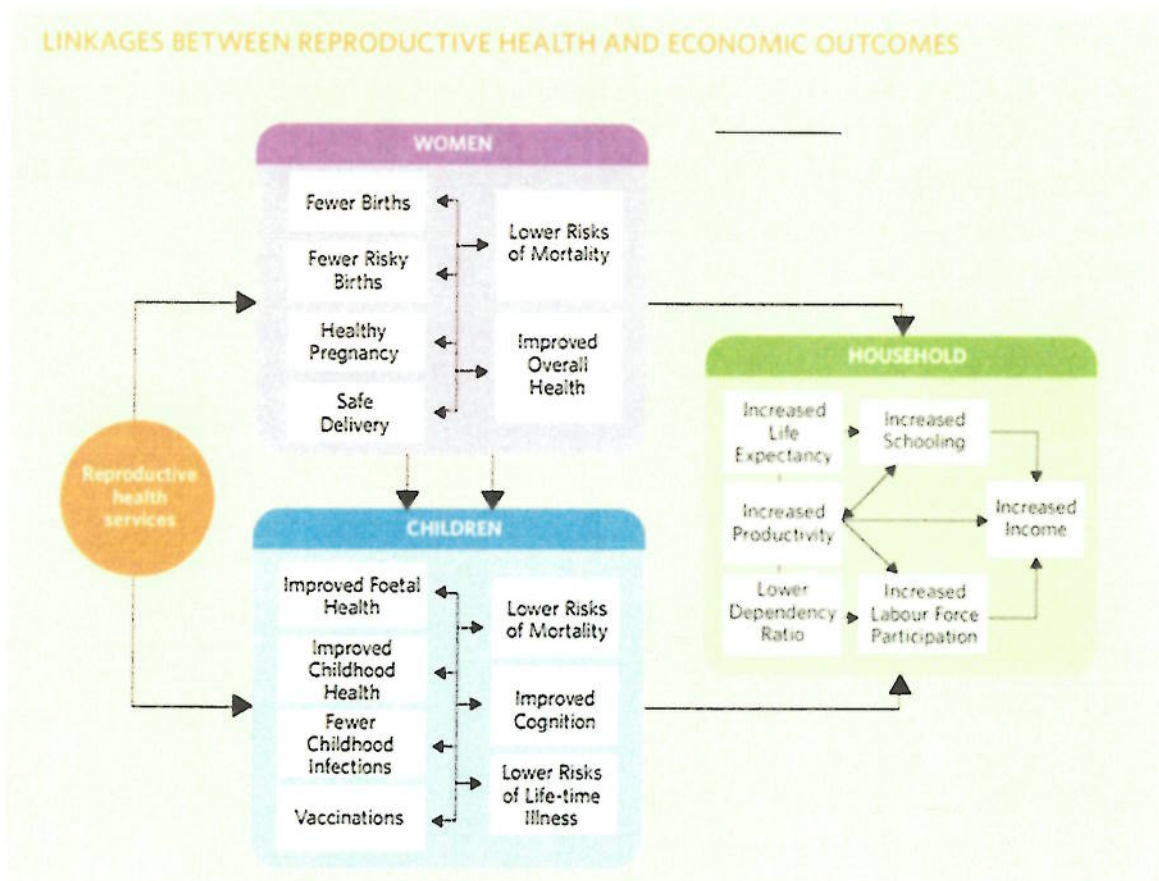 LINKAGES BETWEEN REPRODUCTIVE HEALTH AND ECONOMIC OUTCOMES
WOMEN
Fewer Births
Fewer Risky
Births
Healthy
Pregnancy
Safe
Delivery
Lower Risks
of Mortality
Improved
Overall
Health
Reproductive
health
services
CHILDREN
Improved Foetal
Health
Improved
Childhood
Health
Fewer
Childhood
Infections
Vaccinations
Lower Risks
of Mortality
Improved
Cognition
Lower Risks
of Life-time
Illness
HOUSEHOLD
Increased
Life
Expectancy
Increased
Productivity
Lower
Dependency
Ratio
Increased
Schooling
Increased
Labour Force
Participation
Increased
Income